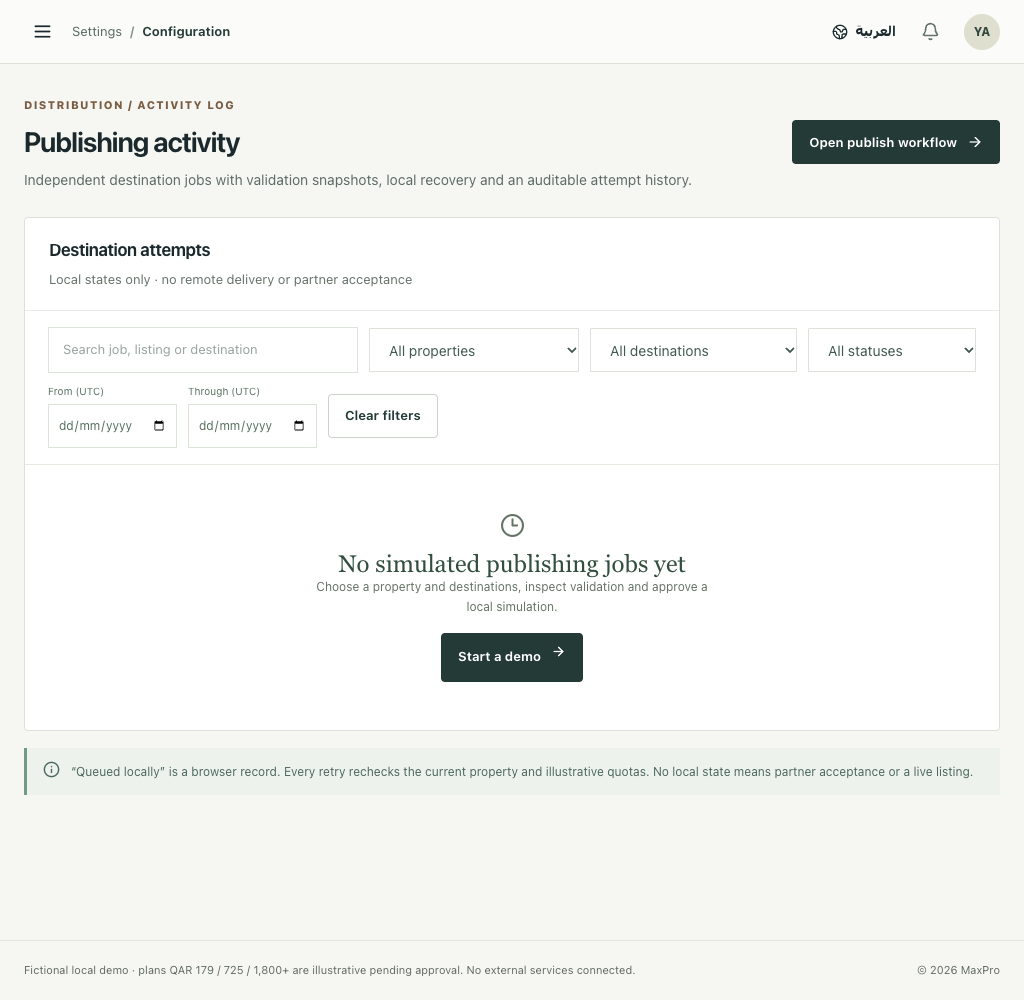 Settings / Configuration
العربية
YA
DISTRIBUTION / ACTIVITY LOG
Publishing activity
Open publish workflow
Independent destination jobs with validation snapshots, local recovery and an auditable attempt history.
Destination attempts
Local states only · no remote delivery or partner acceptance
Search job, listing or destination
All properties
All destinations
All statuses
From (UTC)
Through (UTC)
dd/mm/yyyy
dd/mm/yyyy
Clear filters
No simulated publishing jobs yet
Choose a property and destinations, inspect validation and approve a
local simulation.
Start a demo
“Queued locally” is a browser record. Every retry rechecks the current property and illustrative quotas. No local state means partner acceptance or a live listing.
Fictional local demo · plans QAR 179 / 725 / 1,800+ are illustrative pending approval. No external services connected.
© 2026 MaxPro